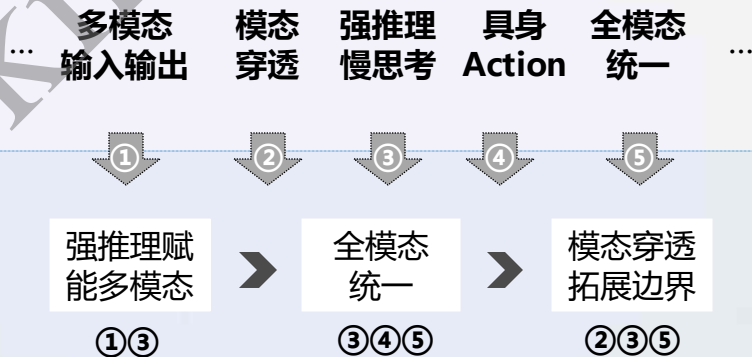 ... 多模态 模态 强推理 具身 全模态 ...
输入输出 穿透 慢思考 Action 统一
① ② ③ ④ ⑤
强推理赋 全模态 模态穿透
能多模态 统一 拓展边界
①③ ③④⑤ ②③⑤